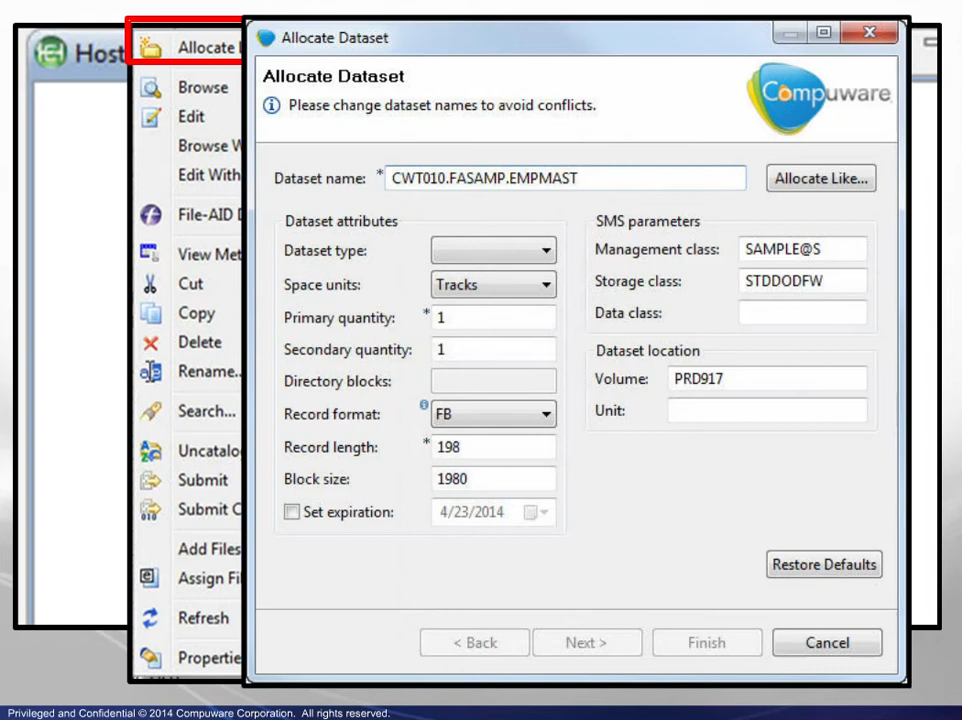 Host
Allocate
Browse
Edit
Browse
Edit With
File-AID
View
Cut
Copy
Delete
Rename..
Search...
Submit
Submit
Add Files
Assign
Refresh
Allocate Dataset
Allocate Dataset
Please change dataset names to avoid conflicts.
Compuware
Dataset name: * CWT010.FASAMP.EMPMAST
Allocate Like...
Dataset attributes
Dataset type:
Space units: Tracks
Primary quantity: * 1
Secondary quantity: 1
Directory blocks:
Record format: FB
Record length: * 198
Block size: 1980
Set expiration: 4/23/2014
SMS parameters
Management class: SAMPLE@S
Storage class: STDDODFW
Data class:
Dataset location
Volume: PRD917
Unit:
Restore Defaults
< Back
Next >
Finish
Cancel
Privileged and Confidential © 2014 Compuware Corporation. All rights reserved.